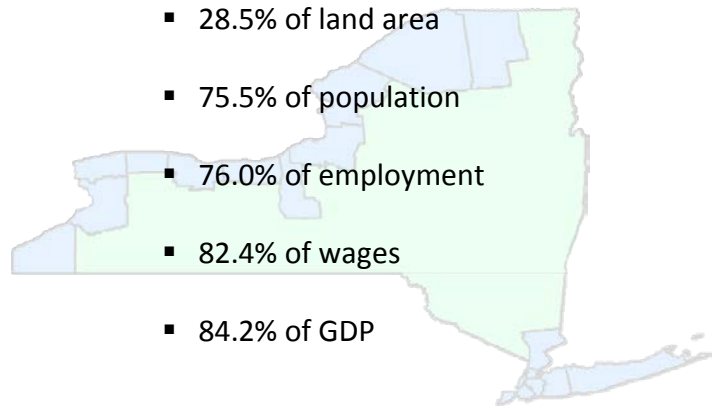 ▪ 28.5% of land area
▪ 75.5% of population
▪ 76.0% of employment
▪ 82.4% of wages
▪ 84.2% of GDP